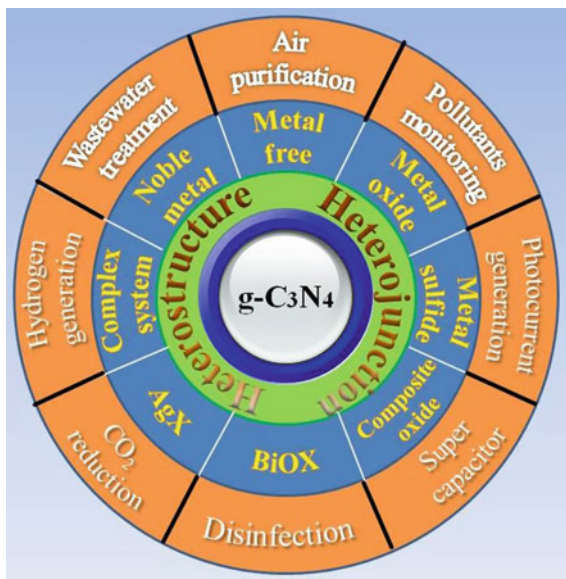 Air
purification
Pollutants
monitoring
Photocurrent
generation
Super
capacitor
Disinfection
CO₂
reduction
Hydrogen
generation
Wastewater
treatment
Metal
free
Metal
oxide
Metal
sulfide
Composite
oxide
BiOX
AgX
Complex
system
Noble
metal
Heterostructure
Heterojunction
g-C₃N₄